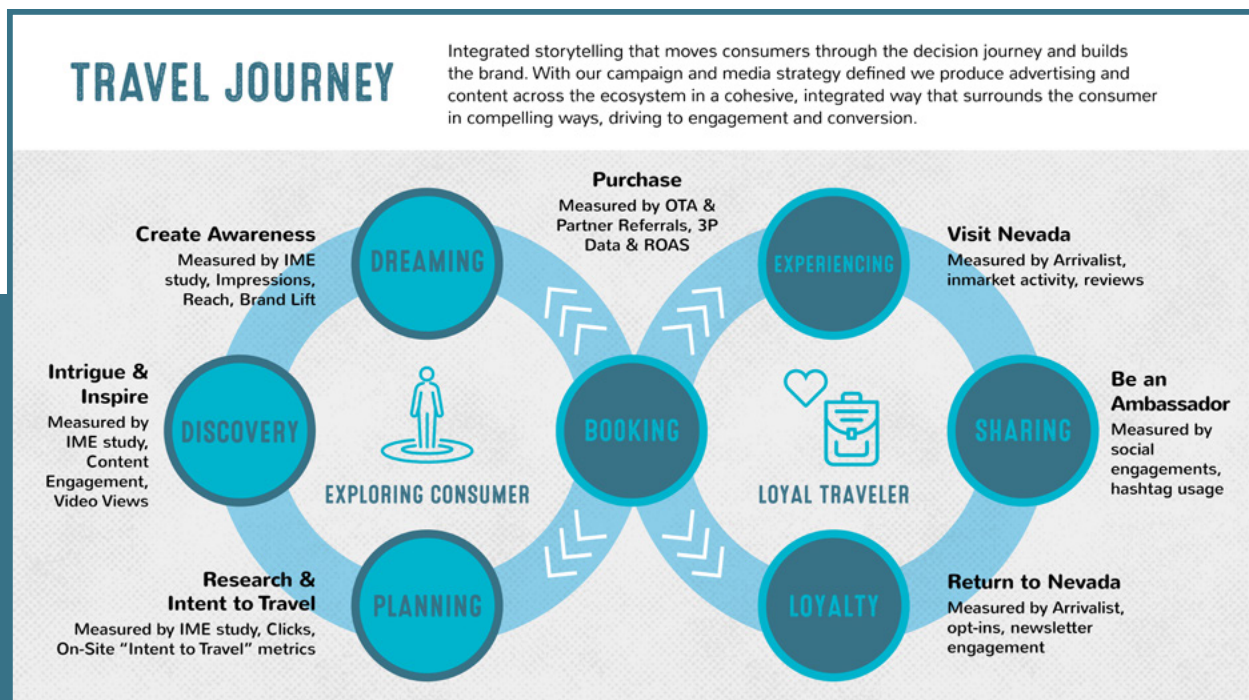 TRAVEL JOURNEY
Integrated storytelling that moves consumers through the decision journey and builds
the brand. With our campaign and media strategy defined we produce advertising and
content across the ecosystem in a cohesive, integrated way that surrounds the consumer
in compelling ways, driving to engagement and conversion.
Create Awareness
Measured by IME
study, Impressions,
Reach, Brand Lift
DREAMING
Purchase
Measured by OTA &
Partner Referrals, 3P
Data & ROAS
EXPERIENCING
Visit Nevada
Measured by Arrivalist,
inmarket activity, reviews
Intrigue &
Inspire
Measured by
IME study,
Content
Engagement,
Video Views
DISCOVERY
EXPLORING CONSUMER
BOOKING
LOYAL TRAVELER
SHARING
Be an
Ambassador
Measured by
social
engagements,
hashtag usage
Research &
Intent to Travel
Measured by IME study, Clicks,
On-Site “Intent to Travel” metrics
PLANNING
LOYALTY
Return to Nevada
Measured by Arrivalist,
opt-ins, newsletter
engagement